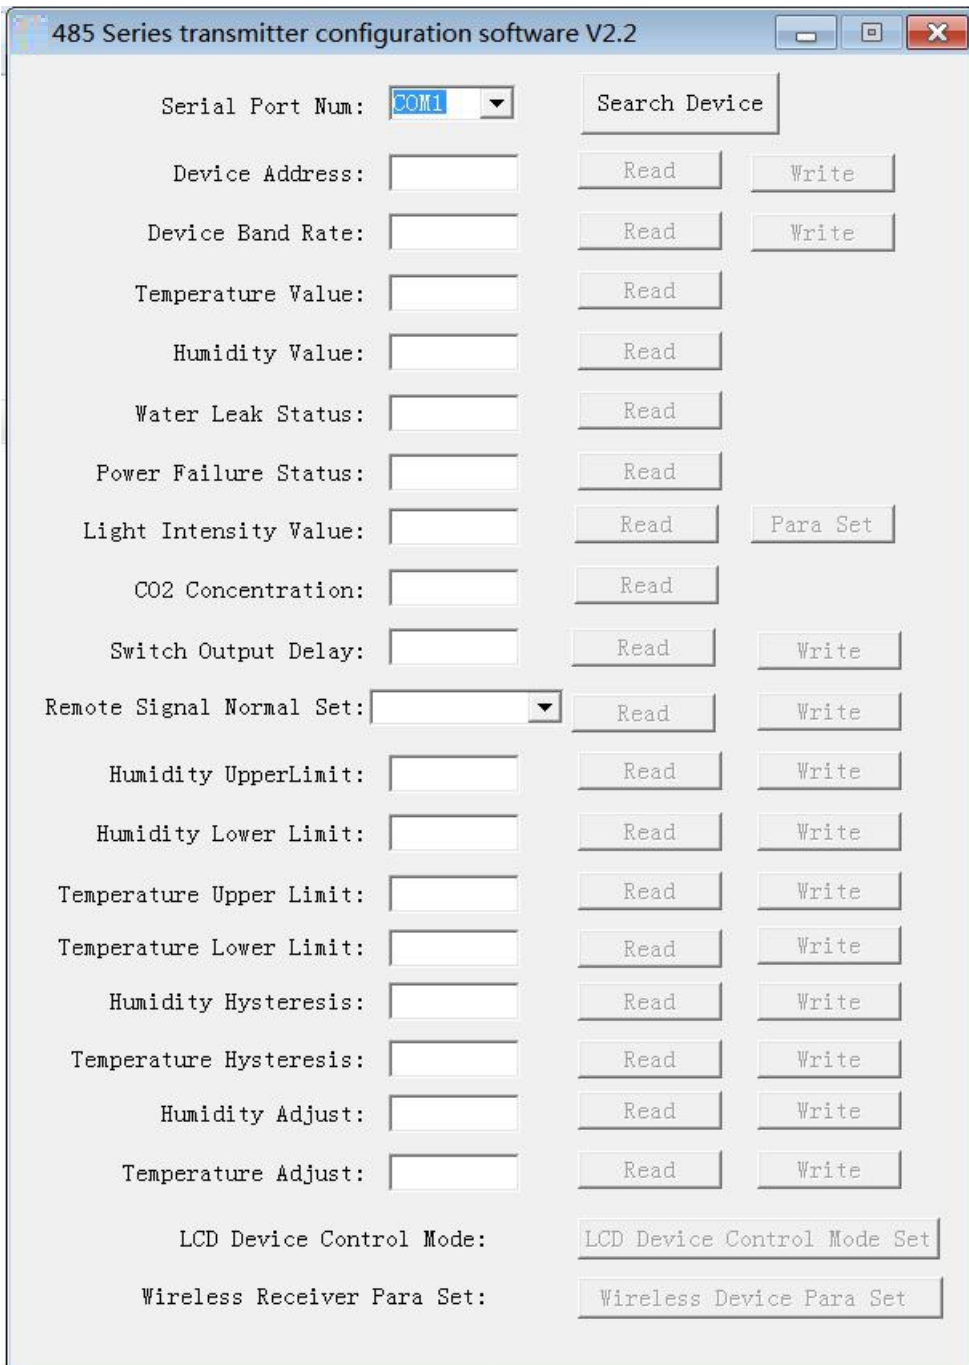 485 Series transmitter configuration software V2.2
Serial Port Num: COM1 Search Device
Device Address: Read Write
Device Band Rate: Read Write
Temperature Value: Read
Humidity Value: Read
Water Leak Status: Read
Power Failure Status: Read
Light Intensity Value: Read Para Set
CO2 Concentration: Read
Switch Output Delay: Read Write
Remote Signal Normal Set: Read Write
Humidity UpperLimit: Read Write
Humidity Lower Limit: Read Write
Temperature Upper Limit: Read Write
Temperature Lower Limit: Read Write
Humidity Hysteresis: Read Write
Temperature Hysteresis: Read Write
Humidity Adjust: Read Write
Temperature Adjust: Read Write
LCD Device Control Mode: LCD Device Control Mode Set
Wireless Receiver Para Set: Wireless Device Para Set